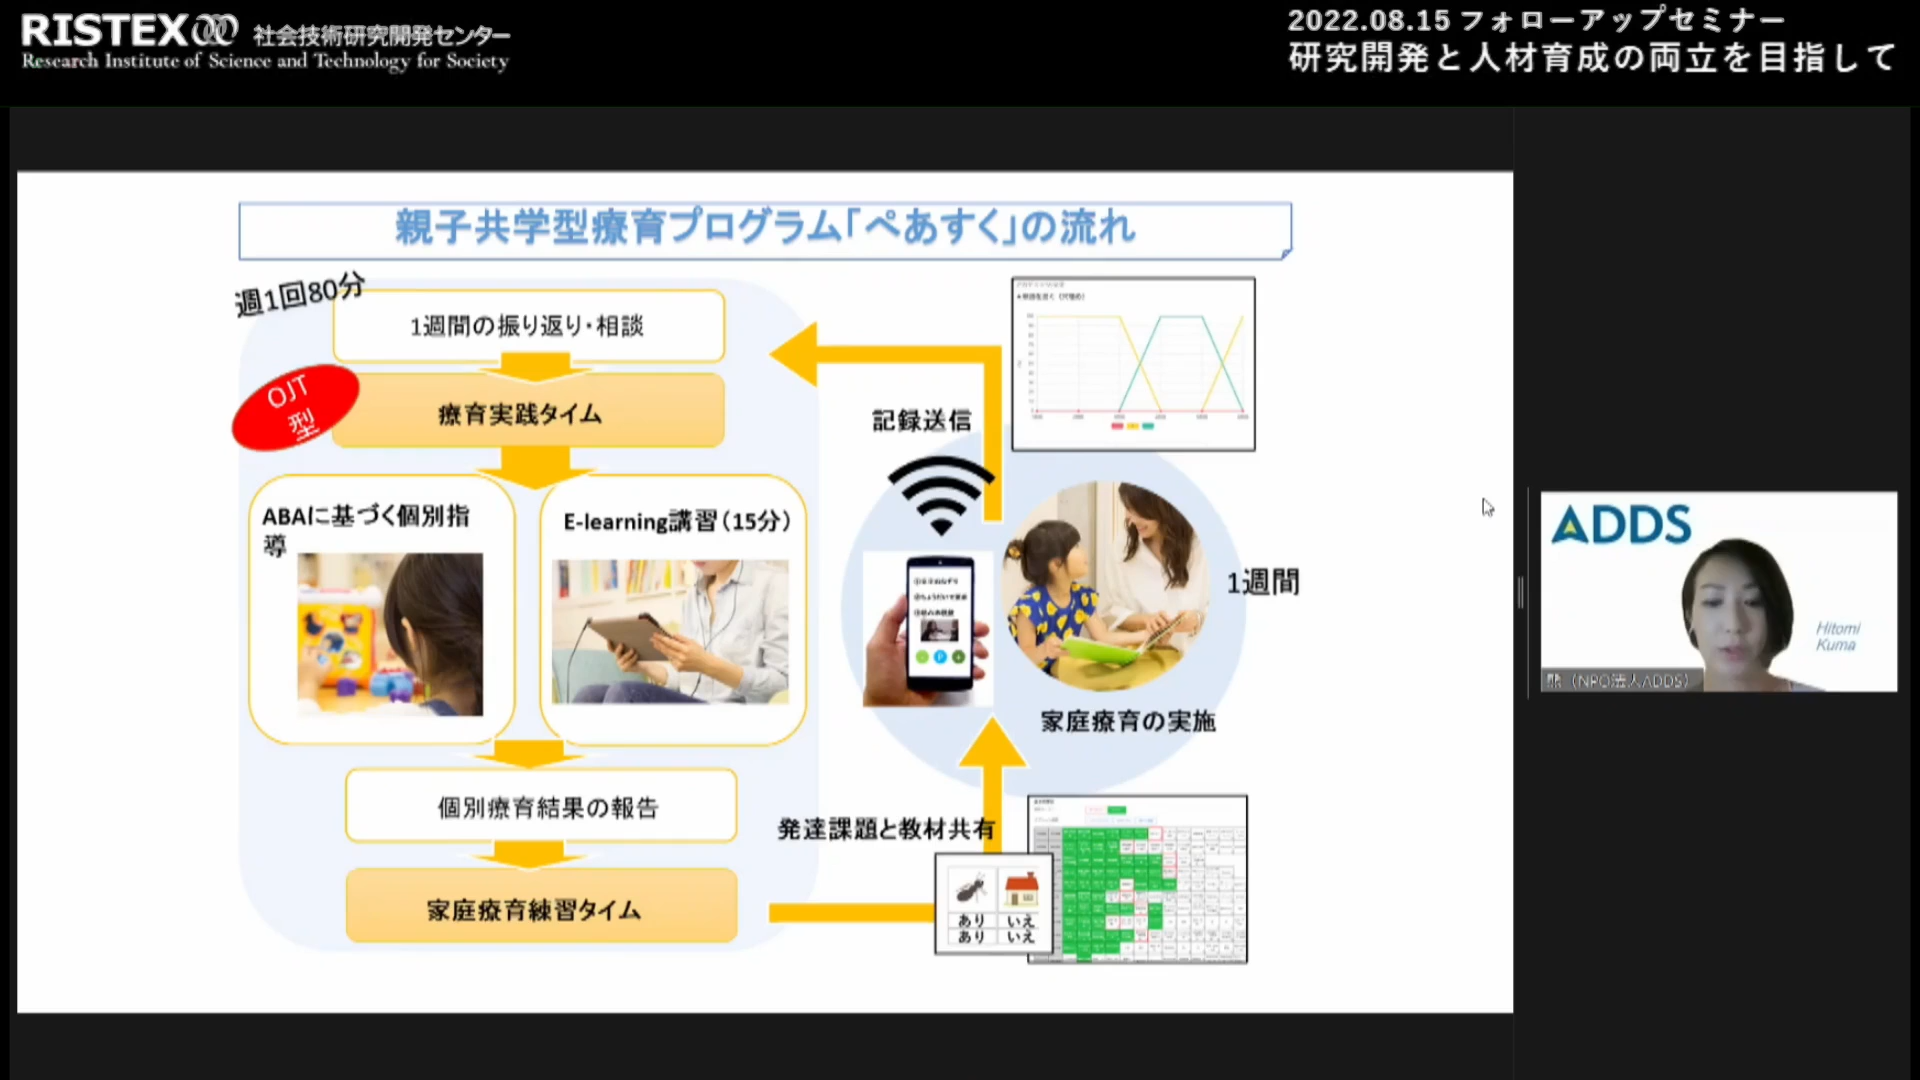 RISTEX 社会技術研究開発センター
Research Institute of Science and Technology for Society
2022.08.15 フォローアップセミナー
研究開発と人材育成の両立を目指して
親子共学型療育プログラム「ぺあすく」の流れ
週1回80分
1週間の振り返り・相談
OJT
型
療育実践タイム
ABAに基づく個別指
導
E-learning講習（15分）
個別療育結果の報告
家庭療育練習タイム
記録送信
1週間
家庭療育の実施
発達課題と教材共有
あり いえ
あり いえ
ADDS
Hitomi
Kuma
熊（NPO法人ADDS）